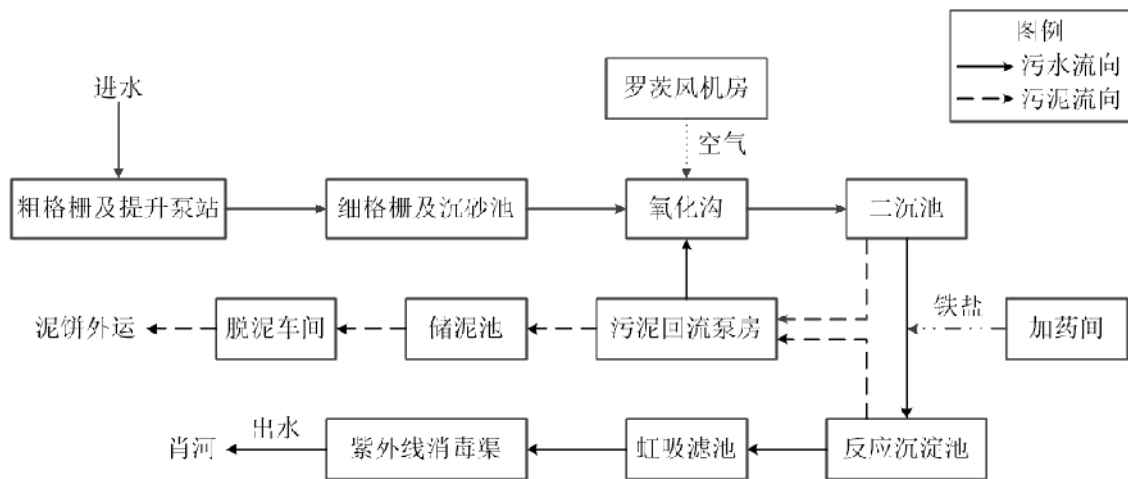 图例
污水流向
污泥流向
进水
罗茨风机房
空气
粗格栅及提升泵站
细格栅及沉砂池
氧化沟
二沉池
泥饼外运
脱泥车间
储泥池
污泥回流泵房
铁盐
加药间
肖河
出水
紫外线消毒渠
虹吸滤池
反应沉淀池